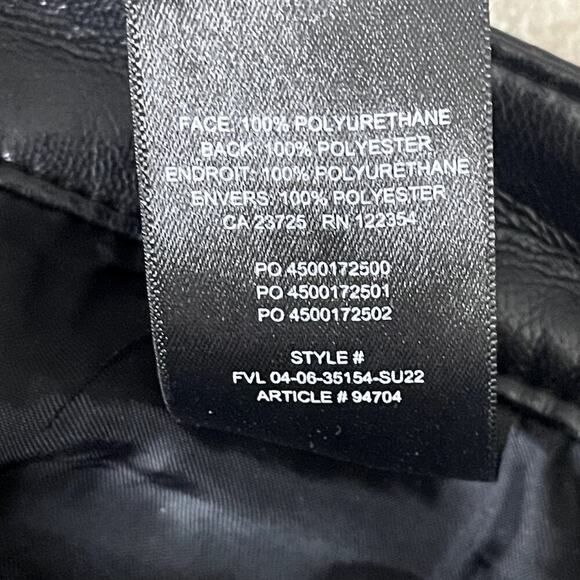 FACE: 100% POLYURETHANE
BACK: 100% POLYESTER
ENDROIT: 100% POLYURETHANE
ENVERS: 100% POLYESTER
CA 23725 RN 122354
PO 4500172500
PO 4500172501
PO 4500172502
STYLE #
FVL 04-06-35154-SU22
ARTICLE # 94704